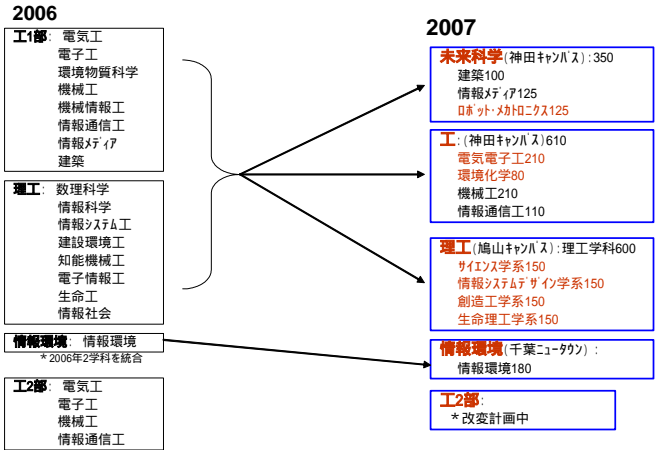 2006
工1部: 電気工
電子工
環境物質科学
機械工
機械情報工
情報通信工
情報ﾒﾃﾞｨｱ
建築
理工: 数理科学
情報科学
情報ｼｽﾃﾑ工
建設環境工
知能機械工
電子情報工
生命工
情報社会
情報環境: 情報環境
*2006年2学科を統合
工2部: 電気工
電子工
機械工
情報通信工
2007
未来科学(神田ｷｬﾝﾊﾟｽ):350
建築100
情報ﾒﾃﾞｨｱ125
ﾛﾎﾞｯﾄ・ﾒｶﾄﾛﾆｸｽ125
工:(神田ｷｬﾝﾊﾟｽ)610
電気電子工210
環境化学80
機械工210
情報通信工110
理工(鳩山ｷｬﾝﾊﾟｽ):理工学科600
ｻｲｴﾝｽ学系150
情報ｼｽﾃﾑﾃﾞｻﾞｲﾝ学系150
創造工学系150
生命理工学系150
情報環境(千葉ﾆｭｰﾀｳﾝ) :
情報環境180
工2部:
*改変計画中